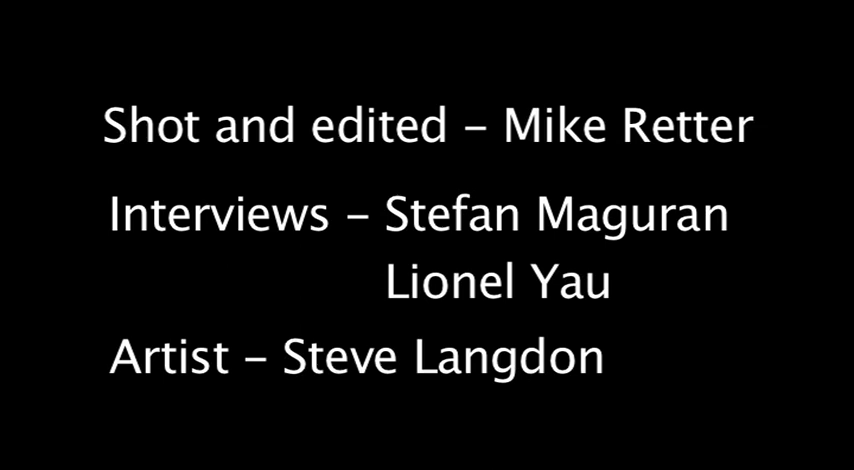 Shot and edited – Mike Retter
Interviews – Stefan Maguran
Lionel Yau
Artist – Steve Langdon